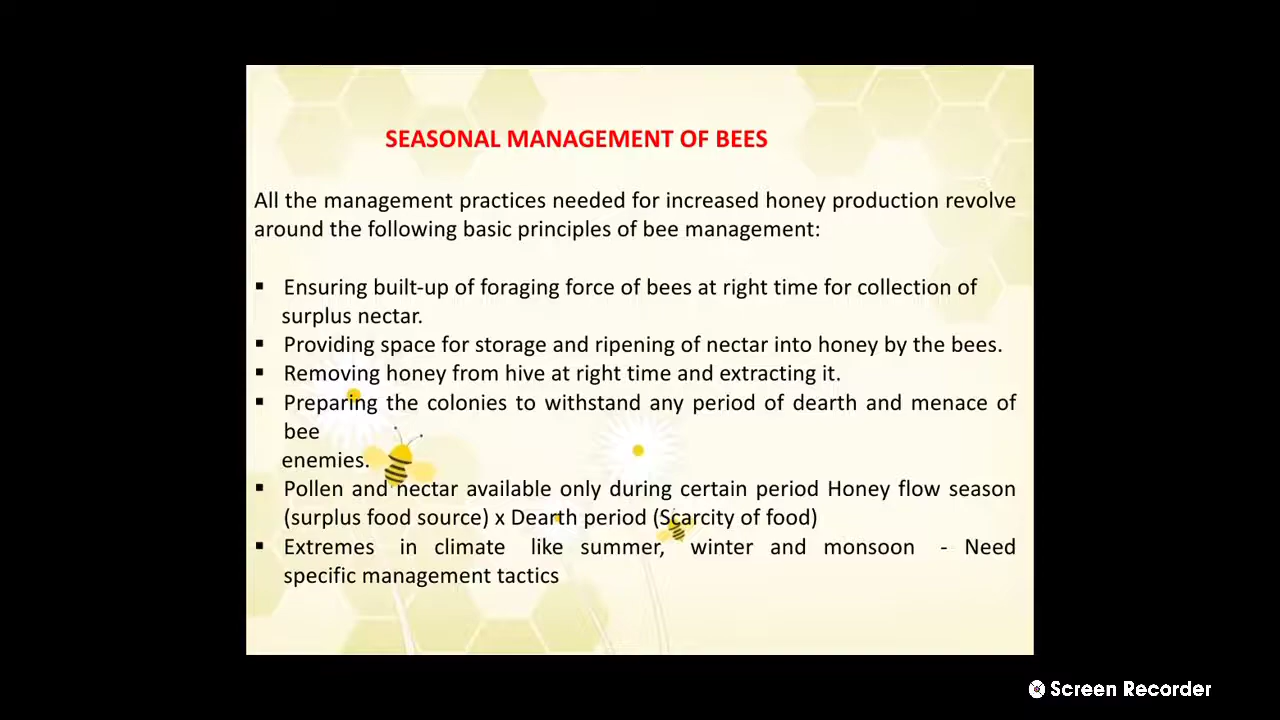 SEASONAL MANAGEMENT OF BEES
All the management practices needed for increased honey production revolve
around the following basic principles of bee management:
▪ Ensuring built-up of foraging force of bees at right time for collection of
surplus nectar.
▪ Providing space for storage and ripening of nectar into honey by the bees.
▪ Removing honey from hive at right time and extracting it.
▪ Preparing the colonies to withstand any period of dearth and menace of
bee
enemies.
▪ Pollen and nectar available only during certain period Honey flow season
(surplus food source) x Dearth period (Scarcity of food)
▪ Extremes in climate like summer, winter and monsoon - Need
specific management tactics
Screen Recorder